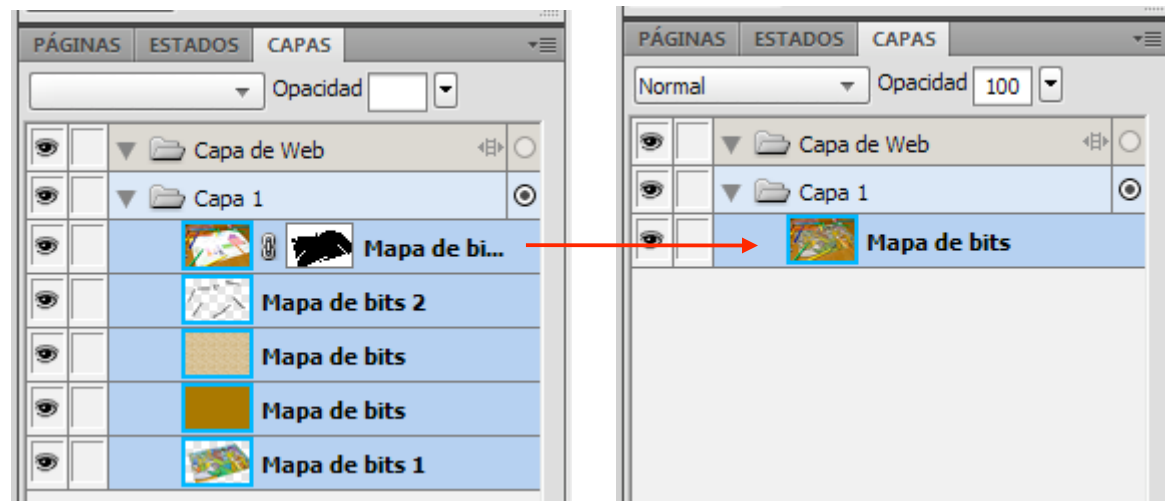 PÁGINAS ESTADOS CAPAS
Opacidad
Capa de Web
Capa 1
Mapa de bi...
Mapa de bits 2
Mapa de bits
Mapa de bits
Mapa de bits 1
PÁGINAS ESTADOS CAPAS
Normal Opacidad 100
Capa de Web
Capa 1
Mapa de bits